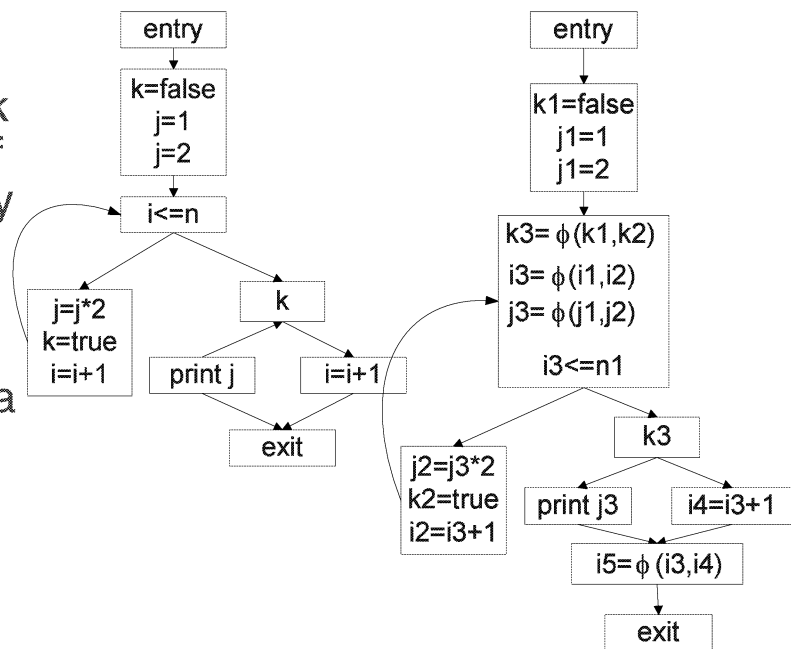 entry
k=false
j=1
j=2
i<=n
j=j*2
k=true
i=i+1
k
print j
i=i+1
exit
entry
k1=false
j1=1
j1=2
k3=ϕ(k1,k2)
i3=ϕ(i1,i2)
j3=ϕ(j1,j2)
i3<=n1
j2=j3*2
k2=true
i2=i3+1
k3
print j3
i4=i3+1
i5=ϕ(i3,i4)
exit